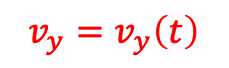 v_y = v_y(t)